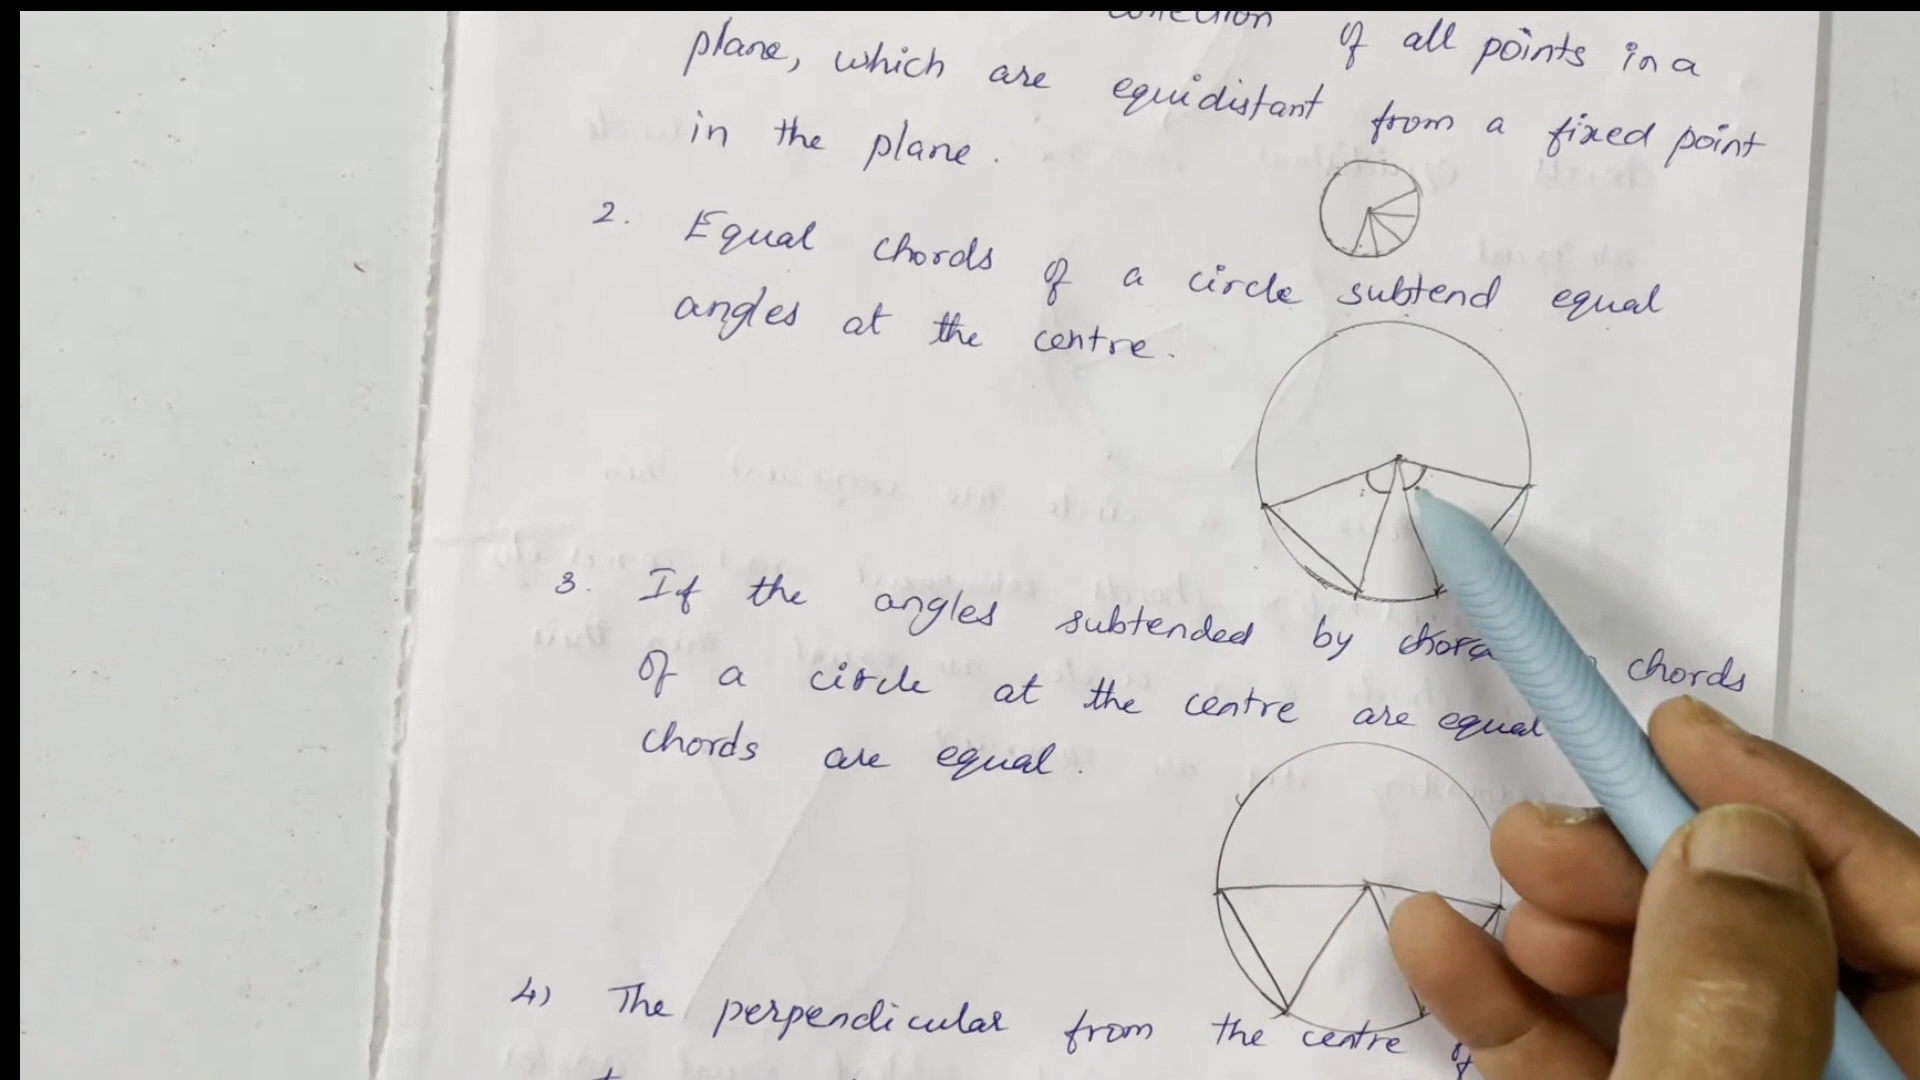 of all points in a
plane, which are equidistant from a fixed point
in the plane.
2. Equal chords of a circle subtend equal
angles at the centre.
3. If the angles subtended by chords
of a circle at the centre are equal
chords are equal.
4) The perpendicular from the centre of